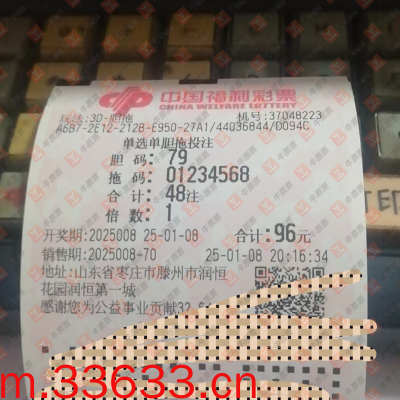 中国福利彩票
CHINA WELFARE LOTTERY
玩法:3D-胆拖 机号:37048223
A6B7-2612-212B-E950-27A1/44036844/D094C
单选单胆拖投注
胆码: 79
拖码: 01234568
合计: 48注
倍数: 1
开奖期:2025008 25-01-08 合计:96元
销售期:2025008-70 25-01-08 20:16:34
地址:山东省枣庄市滕州市润恒
花园润恒第一城
感谢您为公益事业贡献32.6
m.33633.cn